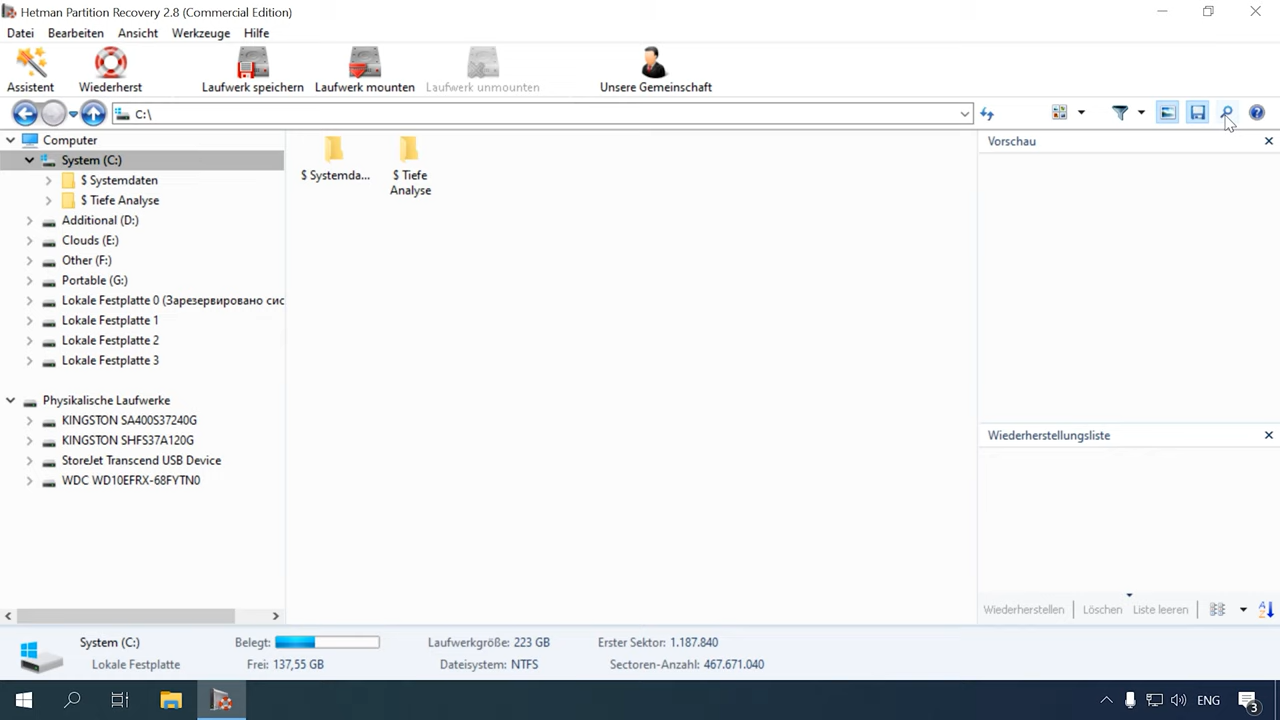 Hetman Partition Recovery 2.8 (Commercial Edition)
Datei Bearbeiten Ansicht Werkzeuge Hilfe
Assistent Wiederherst Laufwerk speichern Laufwerk mounten Laufwerk unmounten Unsere Gemeinschaft
C:\
Computer
System (C:)
$ Systemdaten
$ Tiefe Analyse
Additional (D:)
Clouds (E:)
Other (F:)
Portable (G:)
Lokale Festplatte 0 (Зарезервировано сис
Lokale Festplatte 1
Lokale Festplatte 2
Lokale Festplatte 3
Physikalische Laufwerke
KINGSTON SA400S37240G
KINGSTON SHFS37A120G
StoreJet Transcend USB Device
WDC WD10EFRX-68FYTN0
$ Systemda...
$ Tiefe
Analyse
Vorschau
Wiederherstellungsliste
Wiederherstellen Löschen Liste leeren
System (C:) Belegt: Laufwerkgröße: 223 GB Erster Sektor: 1.187.840
Lokale Festplatte Frei: 137,55 GB Dateisystem: NTFS Sectoren-Anzahl: 467.671.040
ENG
3